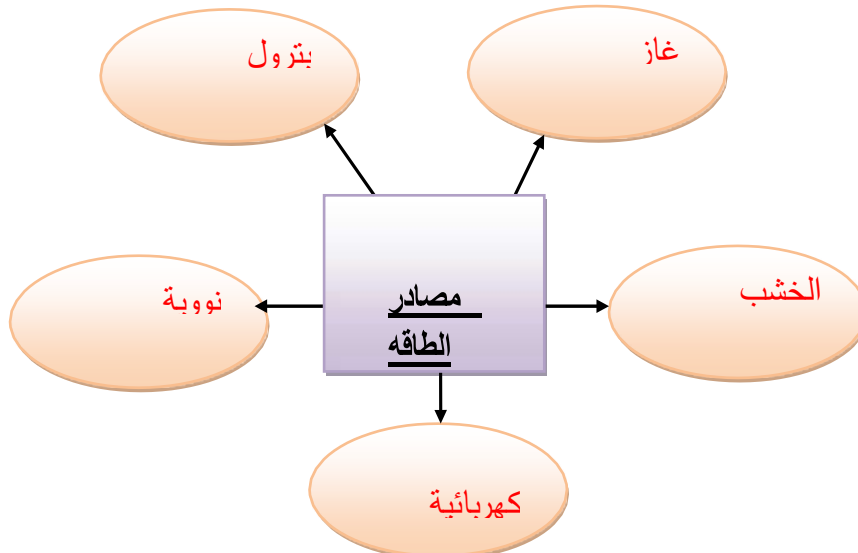 غاز
بترول
مصادر
الطاقه
الخشب
نووية
كهربائية